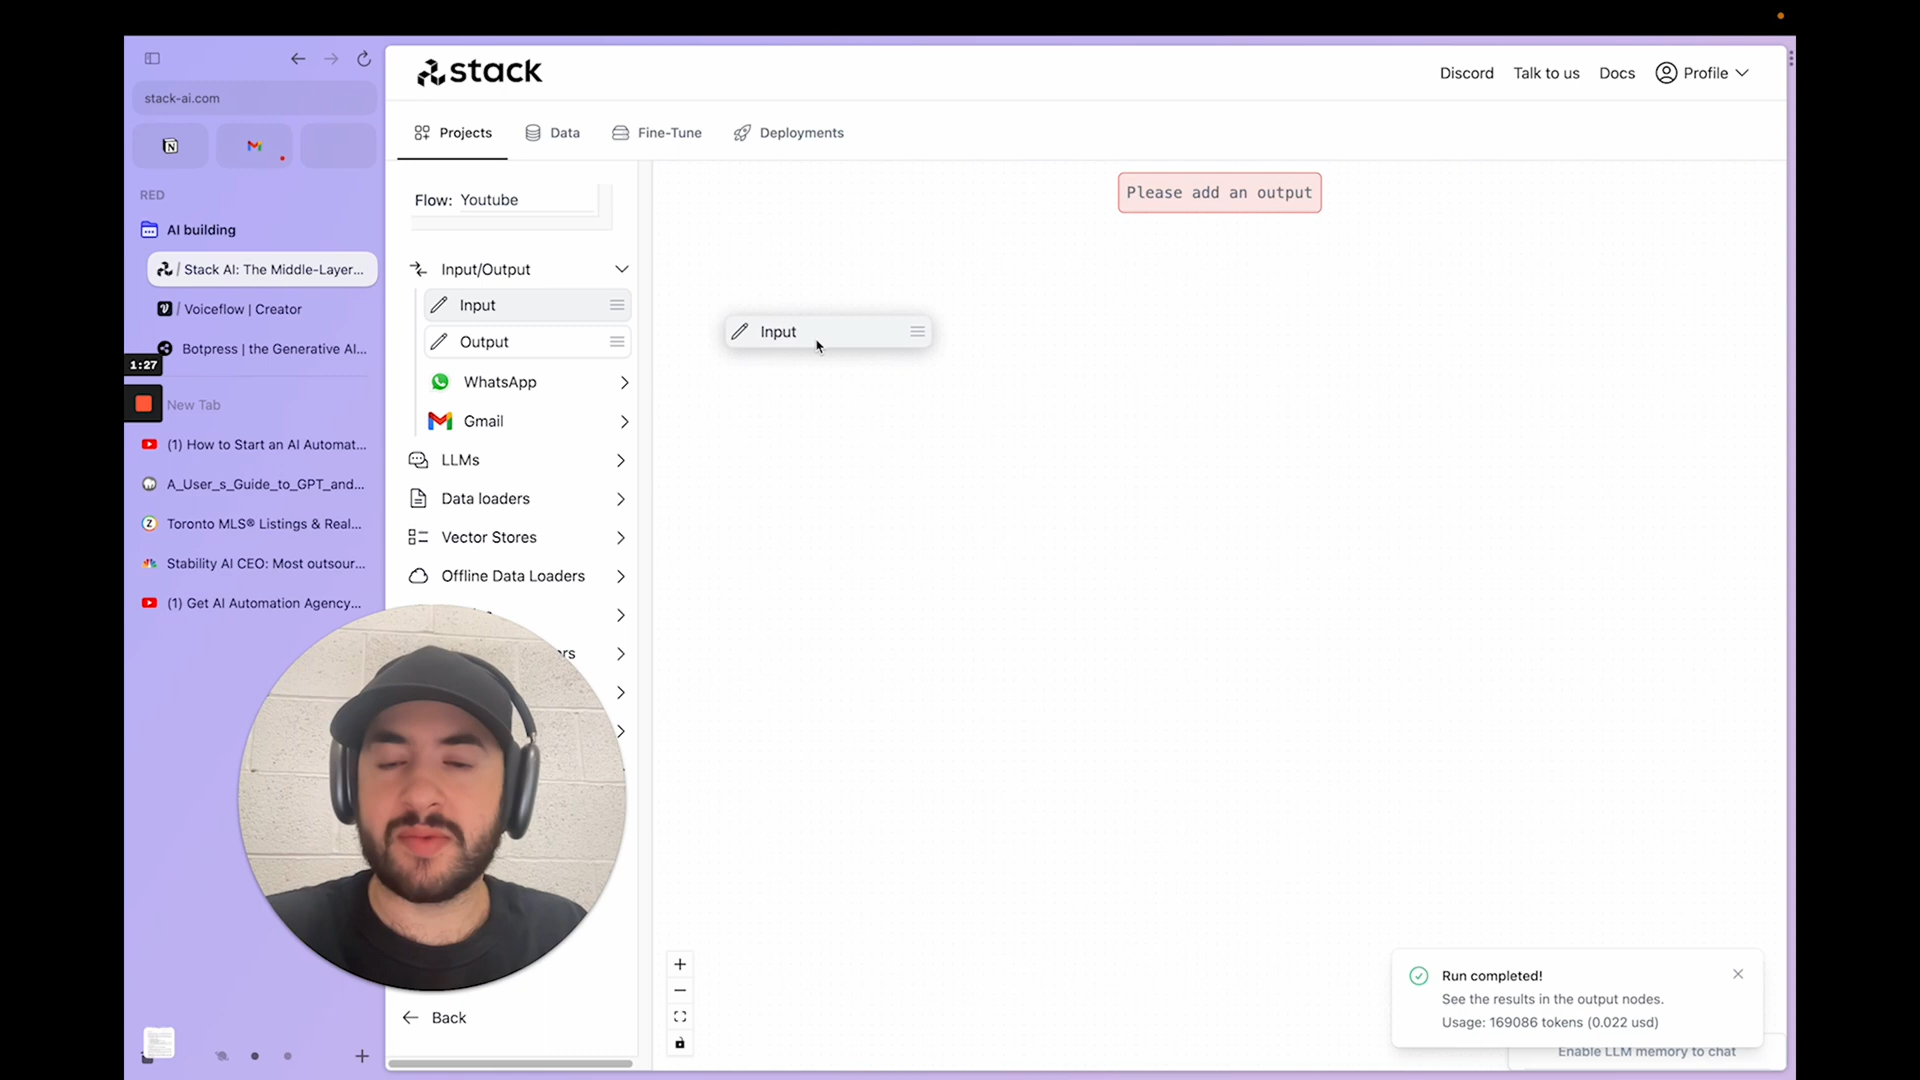 stack-ai.com
RED
AI building
/ Stack AI: The Middle-Layer...
/ Voiceflow | Creator
Botpress | the Generative AI...
1:27
New Tab
(1) How to Start an AI Automat...
A_User_s_Guide_to_GPT_and...
Toronto MLS® Listings & Real...
Stability AI CEO: Most outsour...
(1) Get AI Automation Agency...
stack
Discord
Talk to us
Docs
Profile
Projects
Data
Fine-Tune
Deployments
Flow: Youtube
Input/Output
Input
Output
WhatsApp
Gmail
LLMs
Data loaders
Vector Stores
Offline Data Loaders
Back
Please add an output
Input
Run completed!
See the results in the output nodes.
Usage: 169086 tokens (0.022 usd)
Enable LLM memory to chat